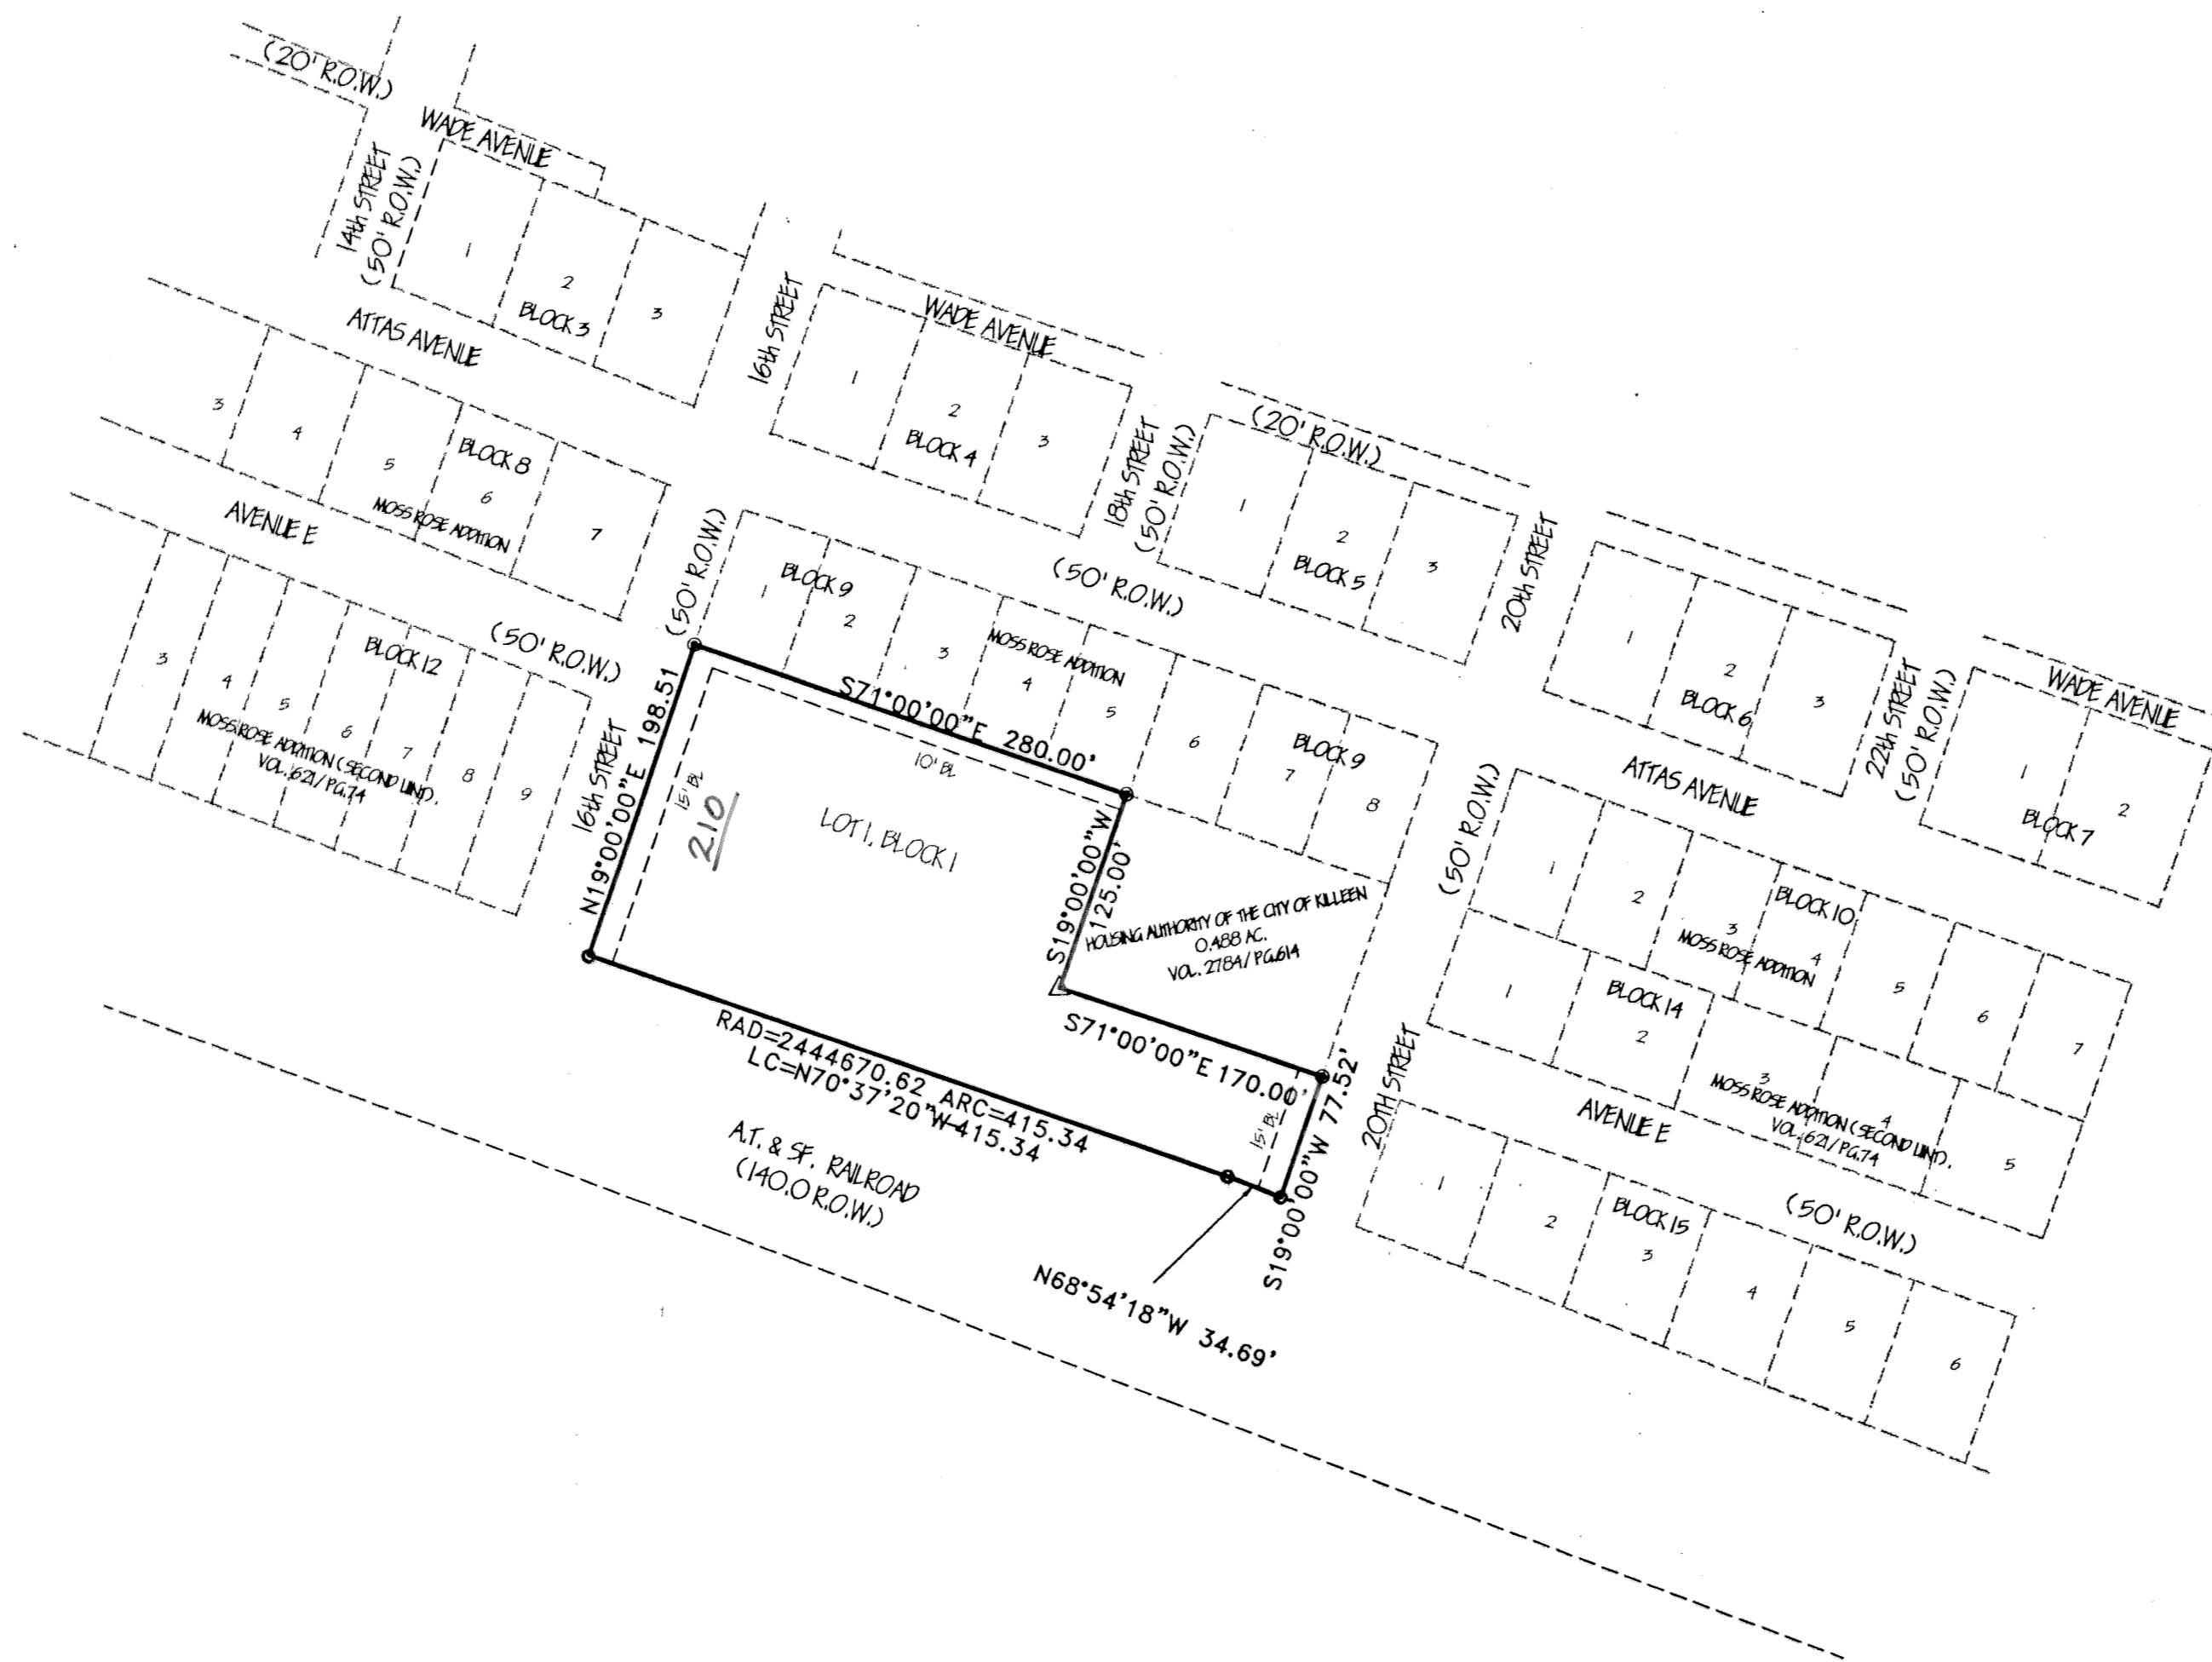 (20' R.O.W.)
WADE AVENUE
14th STREET
(50' R.O.W.)
1
2
BLOCK 3
3
16th STREET
WADE AVENUE
1
2
BLOCK 4
3
ATTAS AVENUE
3
4
5
BLOCK 8
6
MOSS ROSE ADDITION
7
18th STREET
(50' R.O.W.)
(20' R.O.W.)
1
2
BLOCK 5
3
20th STREET
1
2
BLOCK 6
3
22th STREET
(50' R.O.W.)
WADE AVENUE
1
2
BLOCK 7
AVENUE E
(50' R.O.W.)
(50' R.O.W.)
BLOCK 9
1
2
3
MOSS ROSE ADDITION
4
5
6
BLOCK 9
7
8
(50' R.O.W.)
ATTAS AVENUE
3
4
5
BLOCK 12
6
7
8
9
MOSS ROSE ADDITION (SECOND UND.
VOL. 621/PG.74
16th STREET
N19°00'00"E 198.51
15' BL
210
S71°00'00"E 280.00'
10' BL
LOT 1, BLOCK 1
S19°00'00"W
125.00'
HOUSING AUTHORITY OF THE CITY OF KILLEEN
0.488 AC.
VOL. 2784/PG.614
S71°00'00"E 170.00'
15' BL
S19°00'00"W 77.52'
20TH STREET
(50' R.O.W.)
1
2
3
BLOCK 10
MOSS ROSE ADDITION
4
5
6
7
1
BLOCK 14
2
3
MOSS ROSE ADDITION (SECOND UND.
VOL. 621/PG.74
4
5
AVENUE E
(50' R.O.W.)
1
2
BLOCK 15
3
4
5
6
RAD=2444670.62 ARC=415.34
LC=N70°37'20"W-415.34
A.T. & SF. RAILROAD
(140.0 R.O.W.)
N68°54'18"W 34.69'